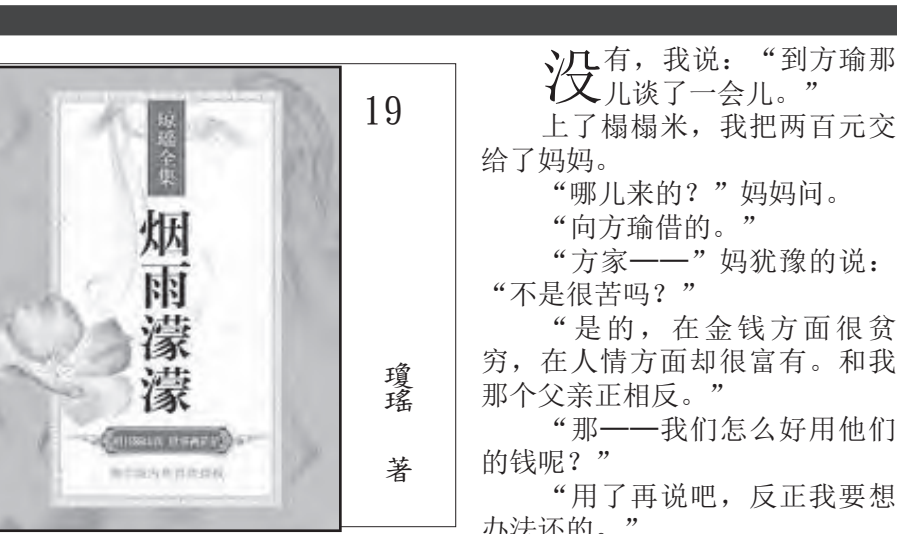 琼瑶全集
烟雨濛濛
19
瓊瑤 著
没有，我说：“到方瑜那
儿谈了一会儿。”
上了榻榻米，我把两百元交
给了妈妈。
“哪儿来的？”妈妈问。
“向方瑜借的。”
“方家——”妈犹豫的说：
“不是很苦吗？”
“是的，在金钱方面很贫
穷，在人情方面却很富有。和我
那个父亲正相反。”
“那——我们怎么好用他们
的钱呢？”
“用了再说吧，反正我要想
办法还的。”